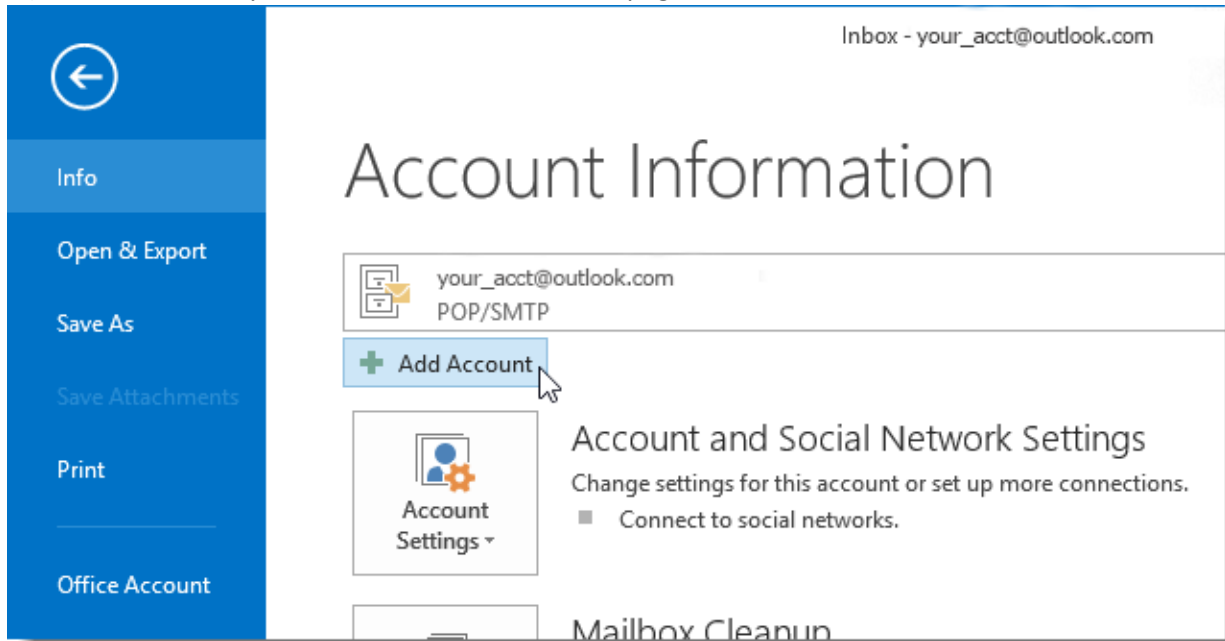 Inbox - your_acct@outlook.com
Info
Open & Export
Save As
Save Attachments
Print
Office Account
Account Information
your_acct@outlook.com
POP/SMTP
Add Account
Account
Settings
Account and Social Network Settings
Change settings for this account or set up more connections.
Connect to social networks.
Mailbox Cleanup